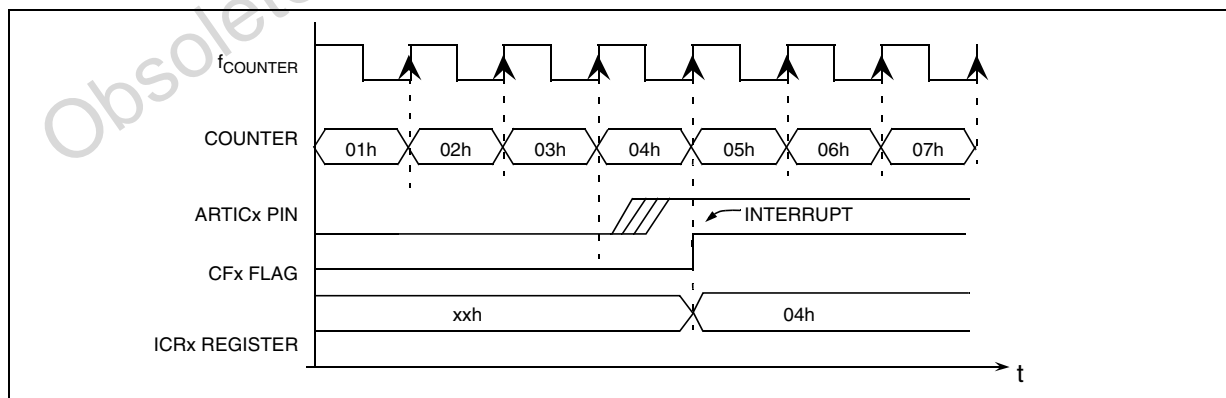 Obsolete
fCOUNTER
COUNTER
01h 02h 03h 04h 05h 06h 07h
ARTICx PIN
INTERRUPT
CFx FLAG
xxh 04h
ICRx REGISTER
t